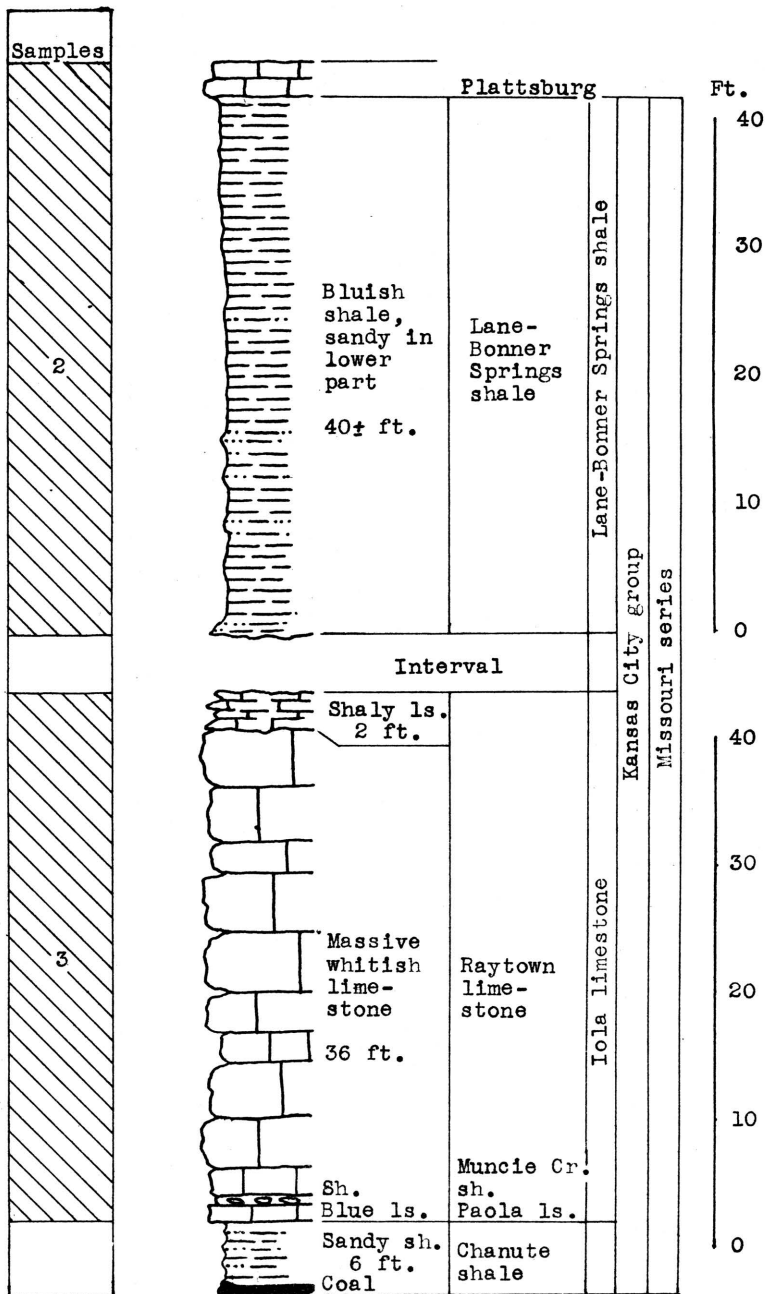 Samples
Plattsburg
Ft.
40
30
20
10
0
2
Bluish
shale,
sandy in
lower
part
40± ft.
Lane-
Bonner
Springs
shale
Lane-Bonner Springs shale
Kansas City group
Missouri series
Interval
Shaly ls.
2 ft.
40
30
20
10
0
3
Massive
whitish
lime-
stone
36 ft.
Raytown
lime-
stone
Iola limestone
Sh.
Muncie Cr.
sh.
Blue ls.
Paola ls.
Sandy sh.
6 ft.
Chanute
shale
Coal